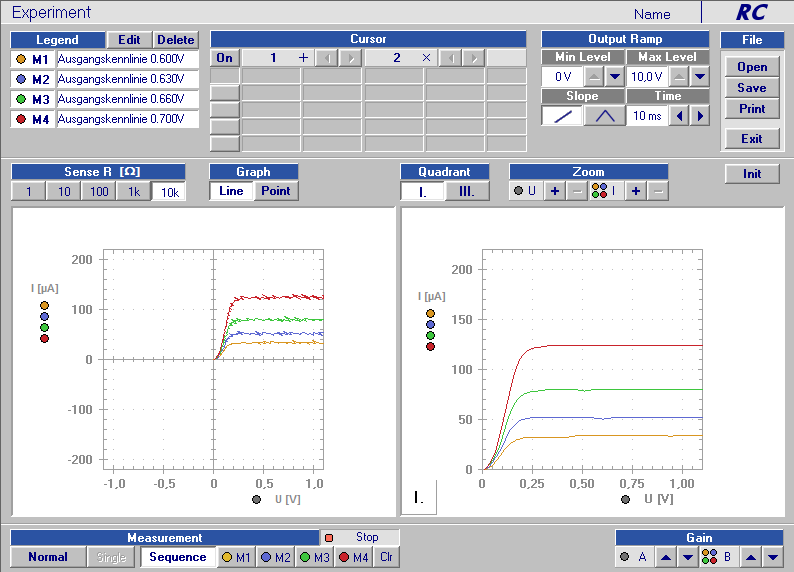 Experiment Name RC
Legend Edit Delete
M1 Ausgangskennlinie 0.600V
M2 Ausgangskennlinie 0.630V
M3 Ausgangskennlinie 0.660V
M4 Ausgangskennlinie 0.700V
Cursor
On 1 + 2 ×
Output Ramp
Min Level Max Level
0 V 10,0 V
Slope Time
10 ms
File
Open
Save
Print
Exit
Init
Sense R [Ω]
1 10 100 1k 10k
Graph
Line Point
Quadrant
I. III.
Zoom
U + – I + –
200
I [µA]
100
0
-100
-200
-1,0 -0,5 0 0,5 1,0
U [V]
200
I [µA]
150
100
50
0
0 0,25 0,50 0,75 1,00
I. U [V]
Measurement Stop
Normal Single Sequence M1 M2 M3 M4 Clr
Gain
A B